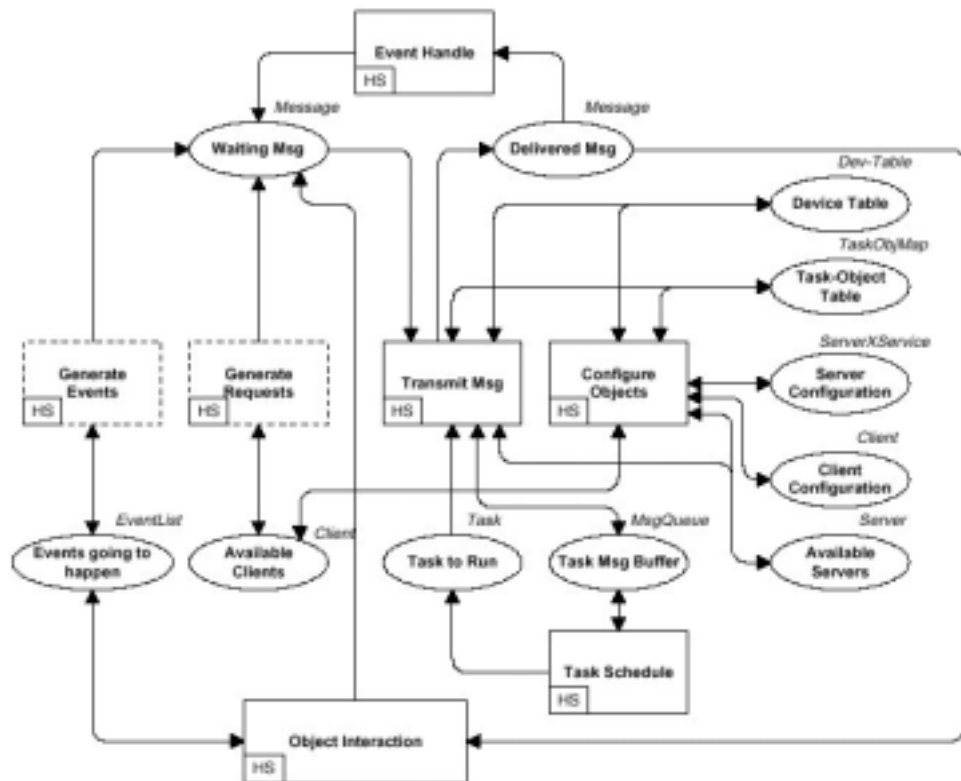 Event Handle
HS
Message
Message
Waiting Msg
Delivered Msg
Dev-Table
Device Table
TaskObjMap
Task-Object
Table
Generate
Events
HS
Generate
Requests
HS
Transmit Msg
HS
Configure
Objects
HS
ServerXService
Server
Configuration
Client
Client
Configuration
EventList
Events going to
happen
Client
Available
Clients
Task
Task to Run
MsgQueue
Task Msg Buffer
Server
Available
Servers
Task Schedule
HS
Object Interaction
HS